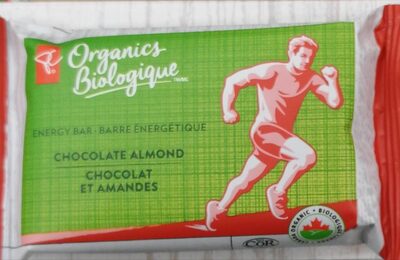 PC
Organics
Biologique
ENERGY BAR · BARRE ÉNERGÉTIQUE
CHOCOLATE ALMOND
CHOCOLAT
ET AMANDES
COR
ORGANIC · BIOLOGIQUE